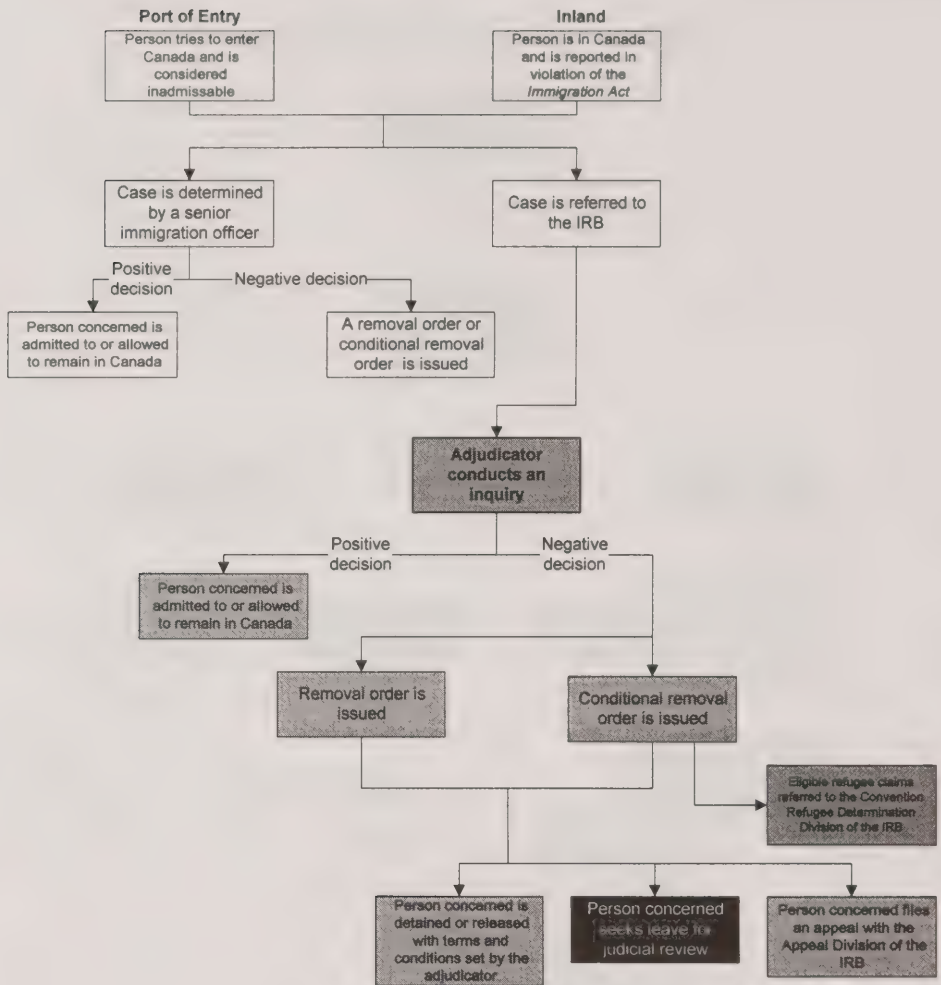 Port of Entry
Person tries to enter
Canada and is
considered
inadmissable
Inland
Person is in Canada
and is reported in
violation of the
Immigration Act
Case is determined
by a senior
immigration officer
Case is referred to
the IRB
Positive
decision
Negative decision
Person concerned is
admitted to or allowed
to remain in Canada
A removal order or
conditional removal
order is issued
Adjudicator
conducts an
inquiry
Positive
decision
Negative
decision
Person concerned is
admitted to or allowed
to remain in Canada
Removal order is
issued
Conditional removal
order is issued
Eligible refugee claims
referred to the Convention
Refugee Determination
Division of the IRB
Person concerned is
detained or released
with terms and
conditions set by the
adjudicator
Person concerned
seeks leave for
judicial review
Person concerned files
an appeal with the
Appeal Division of the
IRB